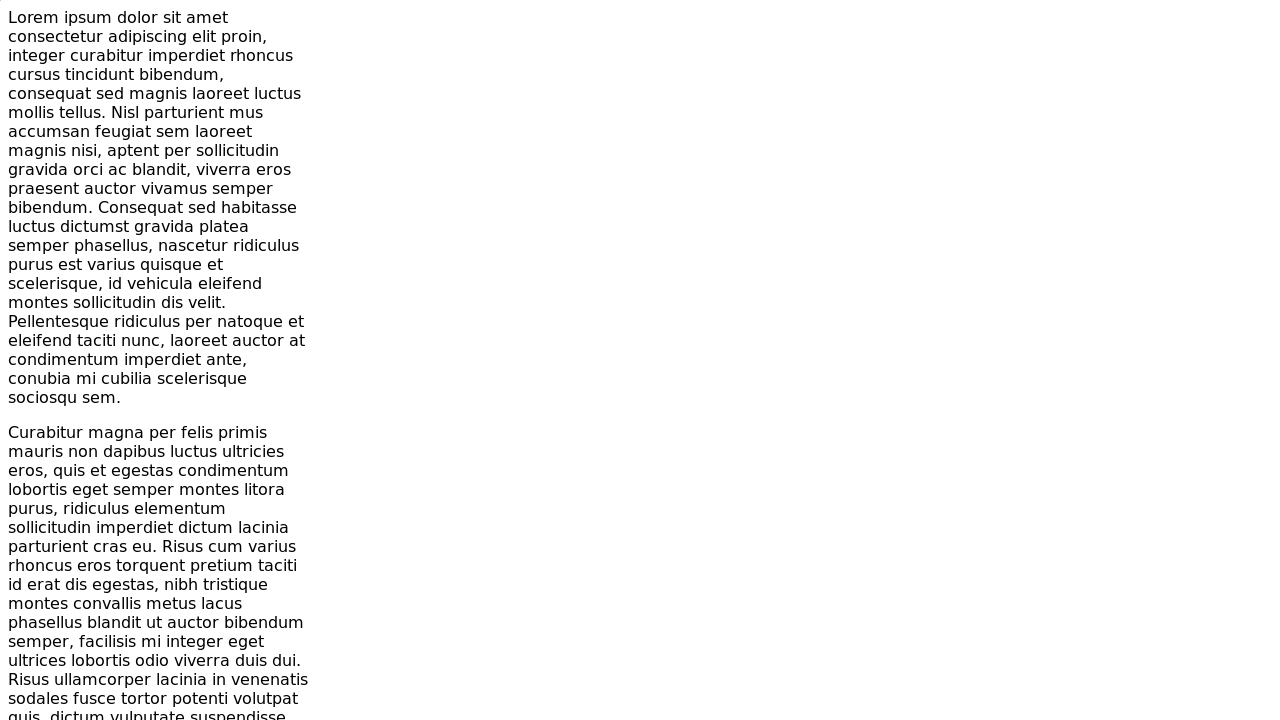 Lorem ipsum dolor sit amet
consectetur adipiscing elit proin,
integer curabitur imperdiet rhoncus
cursus tincidunt bibendum,
consequat sed magnis laoreet luctus
mollis tellus. Nisl parturient mus
accumsan feugiat sem laoreet
magnis nisi, aptent per sollicitudin
gravida orci ac blandit, viverra eros
praesent auctor vivamus semper
bibendum. Consequat sed habitasse
luctus dictumst gravida platea
semper phasellus, nascetur ridiculus
purus est varius quisque et
scelerisque, id vehicula eleifend
montes sollicitudin dis velit.
Pellentesque ridiculus per natoque et
eleifend taciti nunc, laoreet auctor at
condimentum imperdiet ante,
conubia mi cubilia scelerisque
sociosqu sem.
Curabitur magna per felis primis
mauris non dapibus luctus ultricies
eros, quis et egestas condimentum
lobortis eget semper montes litora
purus, ridiculus elementum
sollicitudin imperdiet dictum lacinia
parturient cras eu. Risus cum varius
rhoncus eros torquent pretium taciti
id erat dis egestas, nibh tristique
montes convallis metus lacus
phasellus blandit ut auctor bibendum
semper, facilisis mi integer eget
ultrices lobortis odio viverra duis dui.
Risus ullamcorper lacinia in venenatis
sodales fusce tortor potenti volutpat
quis, dictum vulputate suspendisse